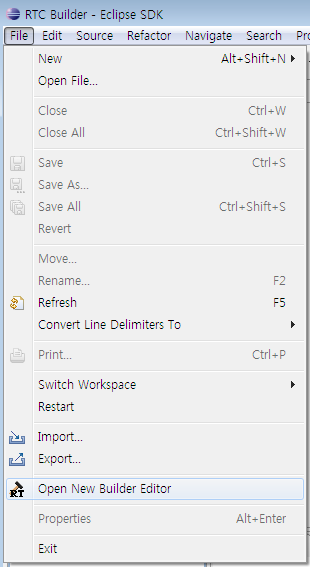 RTC Builder - Eclipse SDK
File Edit Source Refactor Navigate Search
New Alt+Shift+N
Open File...
Close Ctrl+W
Close All Ctrl+Shift+W
Save Ctrl+S
Save As...
Save All Ctrl+Shift+S
Revert
Move...
Rename... F2
Refresh F5
Convert Line Delimiters To
Print... Ctrl+P
Switch Workspace
Restart
Import...
Export...
RT Open New Builder Editor
Properties Alt+Enter
Exit